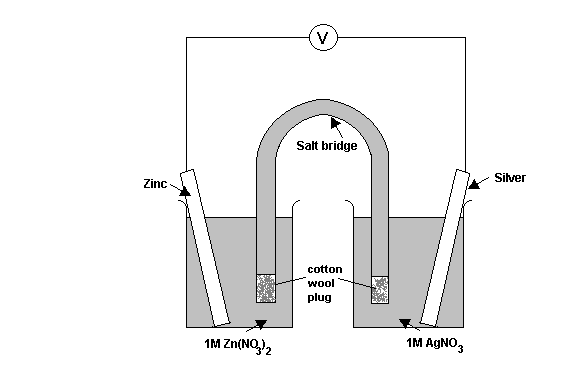 V
Salt bridge
Zinc
Silver
cotton
wool
plug
1M Zn(NO₃)₂
1M AgNO₃